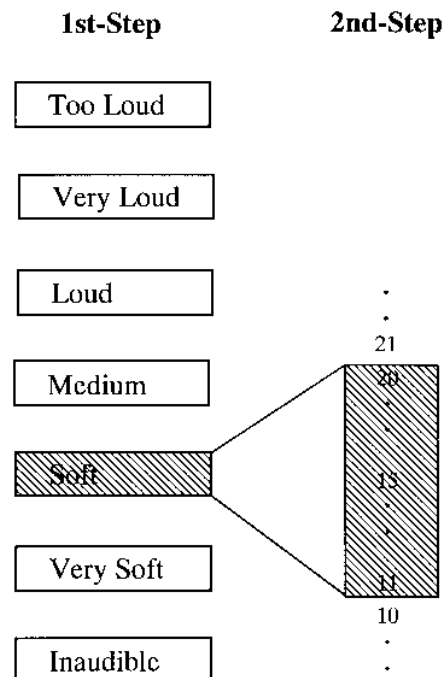 1st-Step
2nd-Step
Too Loud
Very Loud
Loud
Medium
Soft
Very Soft
Inaudible
21
20
15
11
10